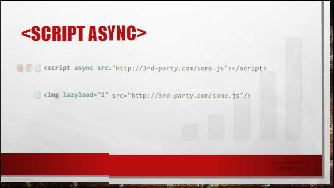 <SCRIPT ASYNC>
<script async src="http://3rd-party.com/some.js"></script>
<img lazyload="1" src="http://3rd-party.com/some.js"/>